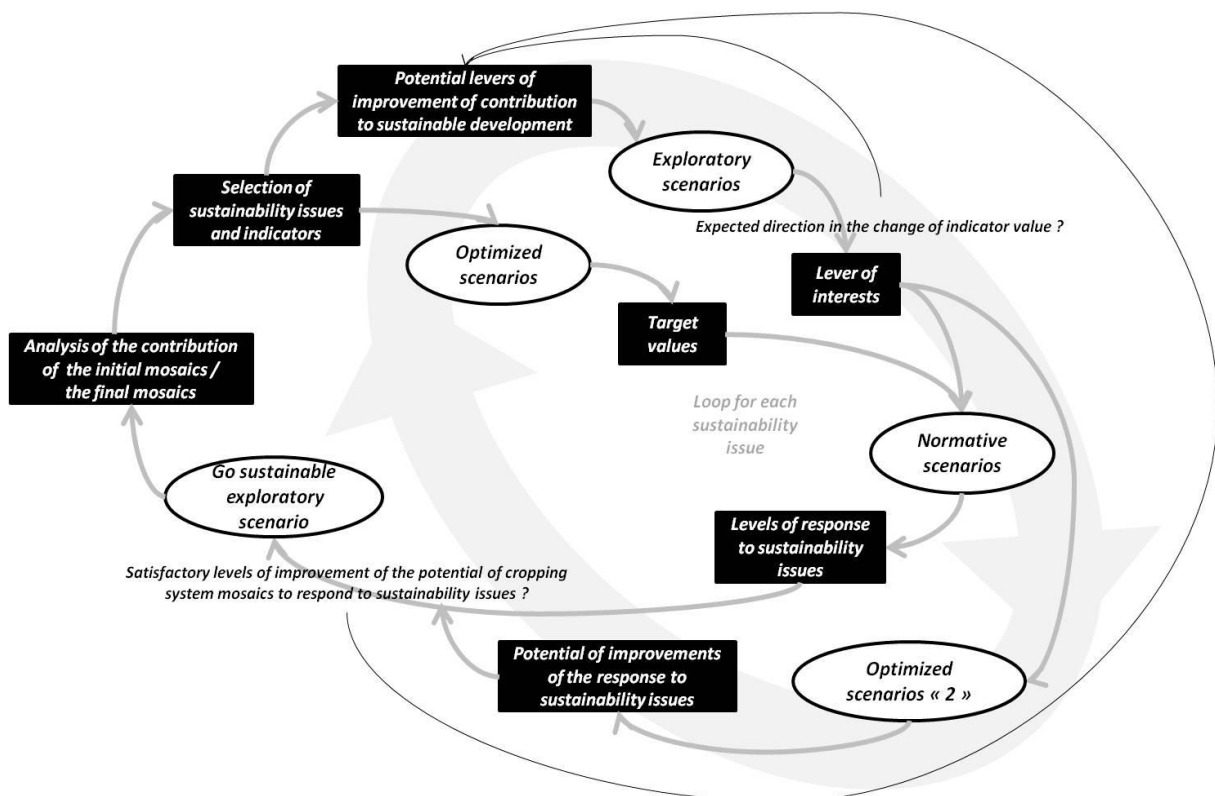 Potential levers of
improvement of contribution
to sustainable development
Exploratory
scenarios
Selection of
sustainability issues
and indicators
Expected direction in the change of indicator value ?
Optimized
scenarios
Lever of
interests
Target
values
Analysis of the contribution
of the initial mosaics /
the final mosaics
Loop for each
sustainability
issue
Normative
scenarios
Go sustainable
exploratory
scenario
Levels of response
to sustainability
issues
Satisfactory levels of improvement of the potential of cropping
system mosaics to respond to sustainability issues ?
Potential of improvements
of the response to
sustainability issues
Optimized
scenarios « 2 »